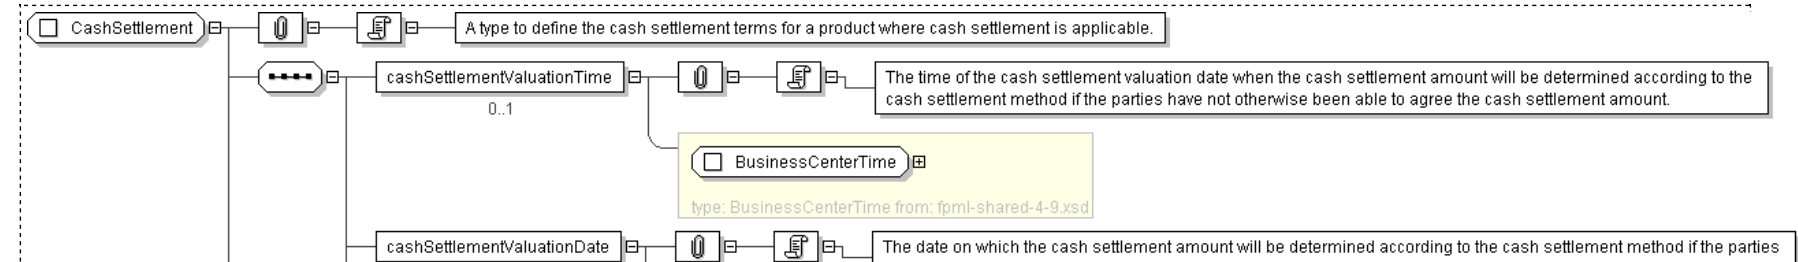 CashSettlement
A type to define the cash settlement terms for a product where cash settlement is applicable.
cashSettlementValuationTime
0..1
The time of the cash settlement valuation date when the cash settlement amount will be determined according to the
cash settlement method if the parties have not otherwise been able to agree the cash settlement amount.
BusinessCenterTime
type: BusinessCenterTime from: fpml-shared-4-9.xsd
cashSettlementValuationDate
The date on which the cash settlement amount will be determined according to the cash settlement method if the parties